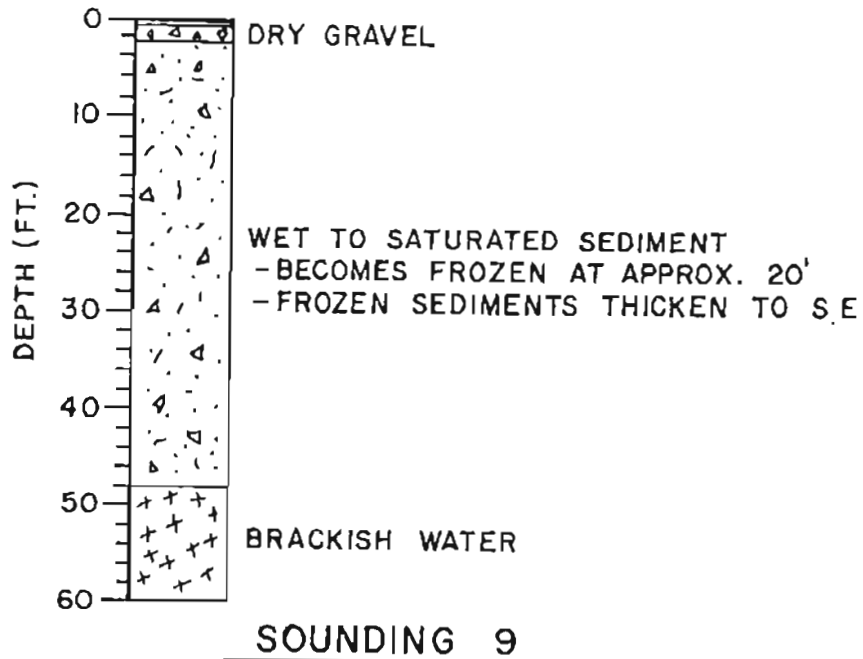 0
DRY GRAVEL
10
20
WET TO SATURATED SEDIMENT
-BECOMES FROZEN AT APPROX. 20'
-FROZEN SEDIMENTS THICKEN TO S.E
30
DEPTH (FT.)
40
50
BRACKISH WATER
60
SOUNDING 9